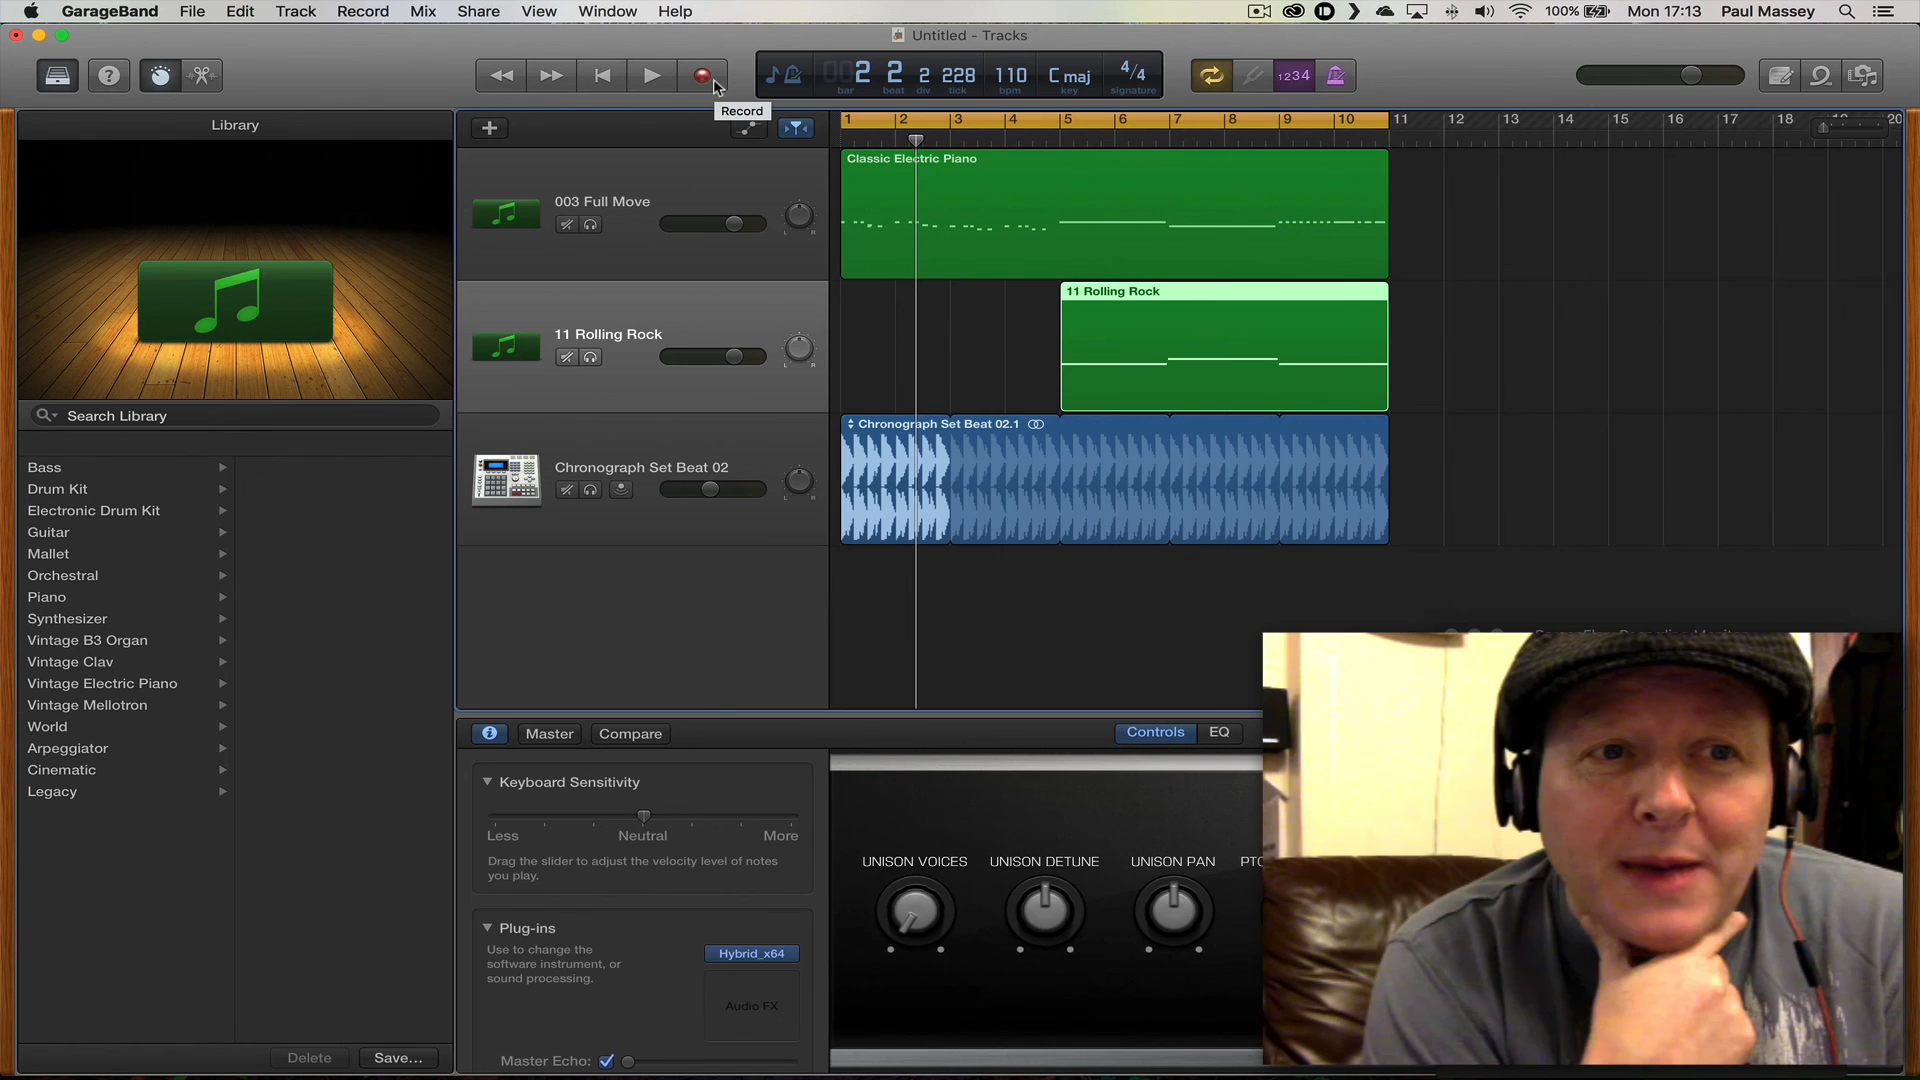 GarageBand File Edit Track Record Mix Share View Window Help 100% Mon 17:13 Paul Massey
Untitled - Tracks
2 2 2 228 110 C maj 4/4
bar beat div tick bpm key signature
1234
Record
Library
1 2 3 4 5 6 7 8 9 10 11 12 13 14 15 16 17 18 19 20
Classic Electric Piano
003 Full Move
L R
11 Rolling Rock
11 Rolling Rock
L R
Search Library
Chronograph Set Beat 02.1
Chronograph Set Beat 02
L R
Bass
Drum Kit
Electronic Drum Kit
Guitar
Mallet
Orchestral
Piano
Synthesizer
Vintage B3 Organ
Vintage Clav
Vintage Electric Piano
Vintage Mellotron
World
Arpeggiator
Cinematic
Legacy
Master Compare Controls EQ
Keyboard Sensitivity
Less Neutral More
Drag the slider to adjust the velocity level of notes
you play.
UNISON VOICES UNISON DETUNE UNISON PAN
Plug-ins
Use to change the
software instrument, or
sound processing.
Hybrid_x64
Audio FX
Master Echo:
Delete Save...